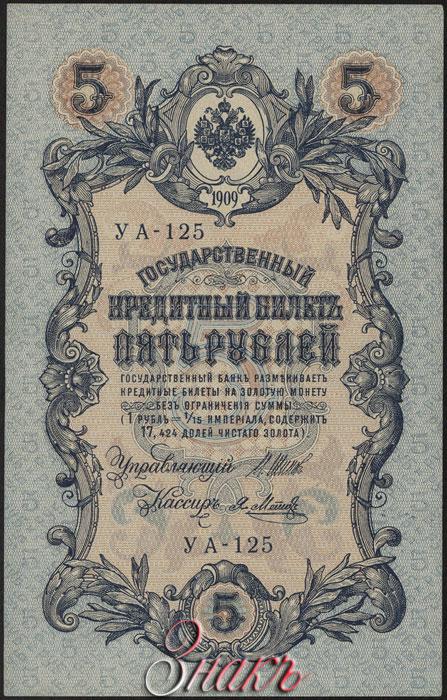 5 5
1909
УА-125
ГОСУДАРСТВЕННЫЙ
КРЕДИТНЫЙ БИЛЕТЪ
ПЯТЬ РУБЛЕЙ
ГОСУДАРСТВЕННЫЙ БАНКЪ РАЗМѢНИВАЕТЪ
КРЕДИТНЫЕ БИЛЕТЫ НА ЗОЛОТУЮ МОНЕТУ
БЕЗЪ ОГРАНИЧЕНІЯ СУММЫ
(1 РУБЛЬ = 1/15 ИМПЕРІАЛА, СОДЕРЖИТЪ
17,424 ДОЛЕЙ ЧИСТАГО ЗОЛОТА).
Управляющій
Кассиръ
УА-125
5
Знакъ